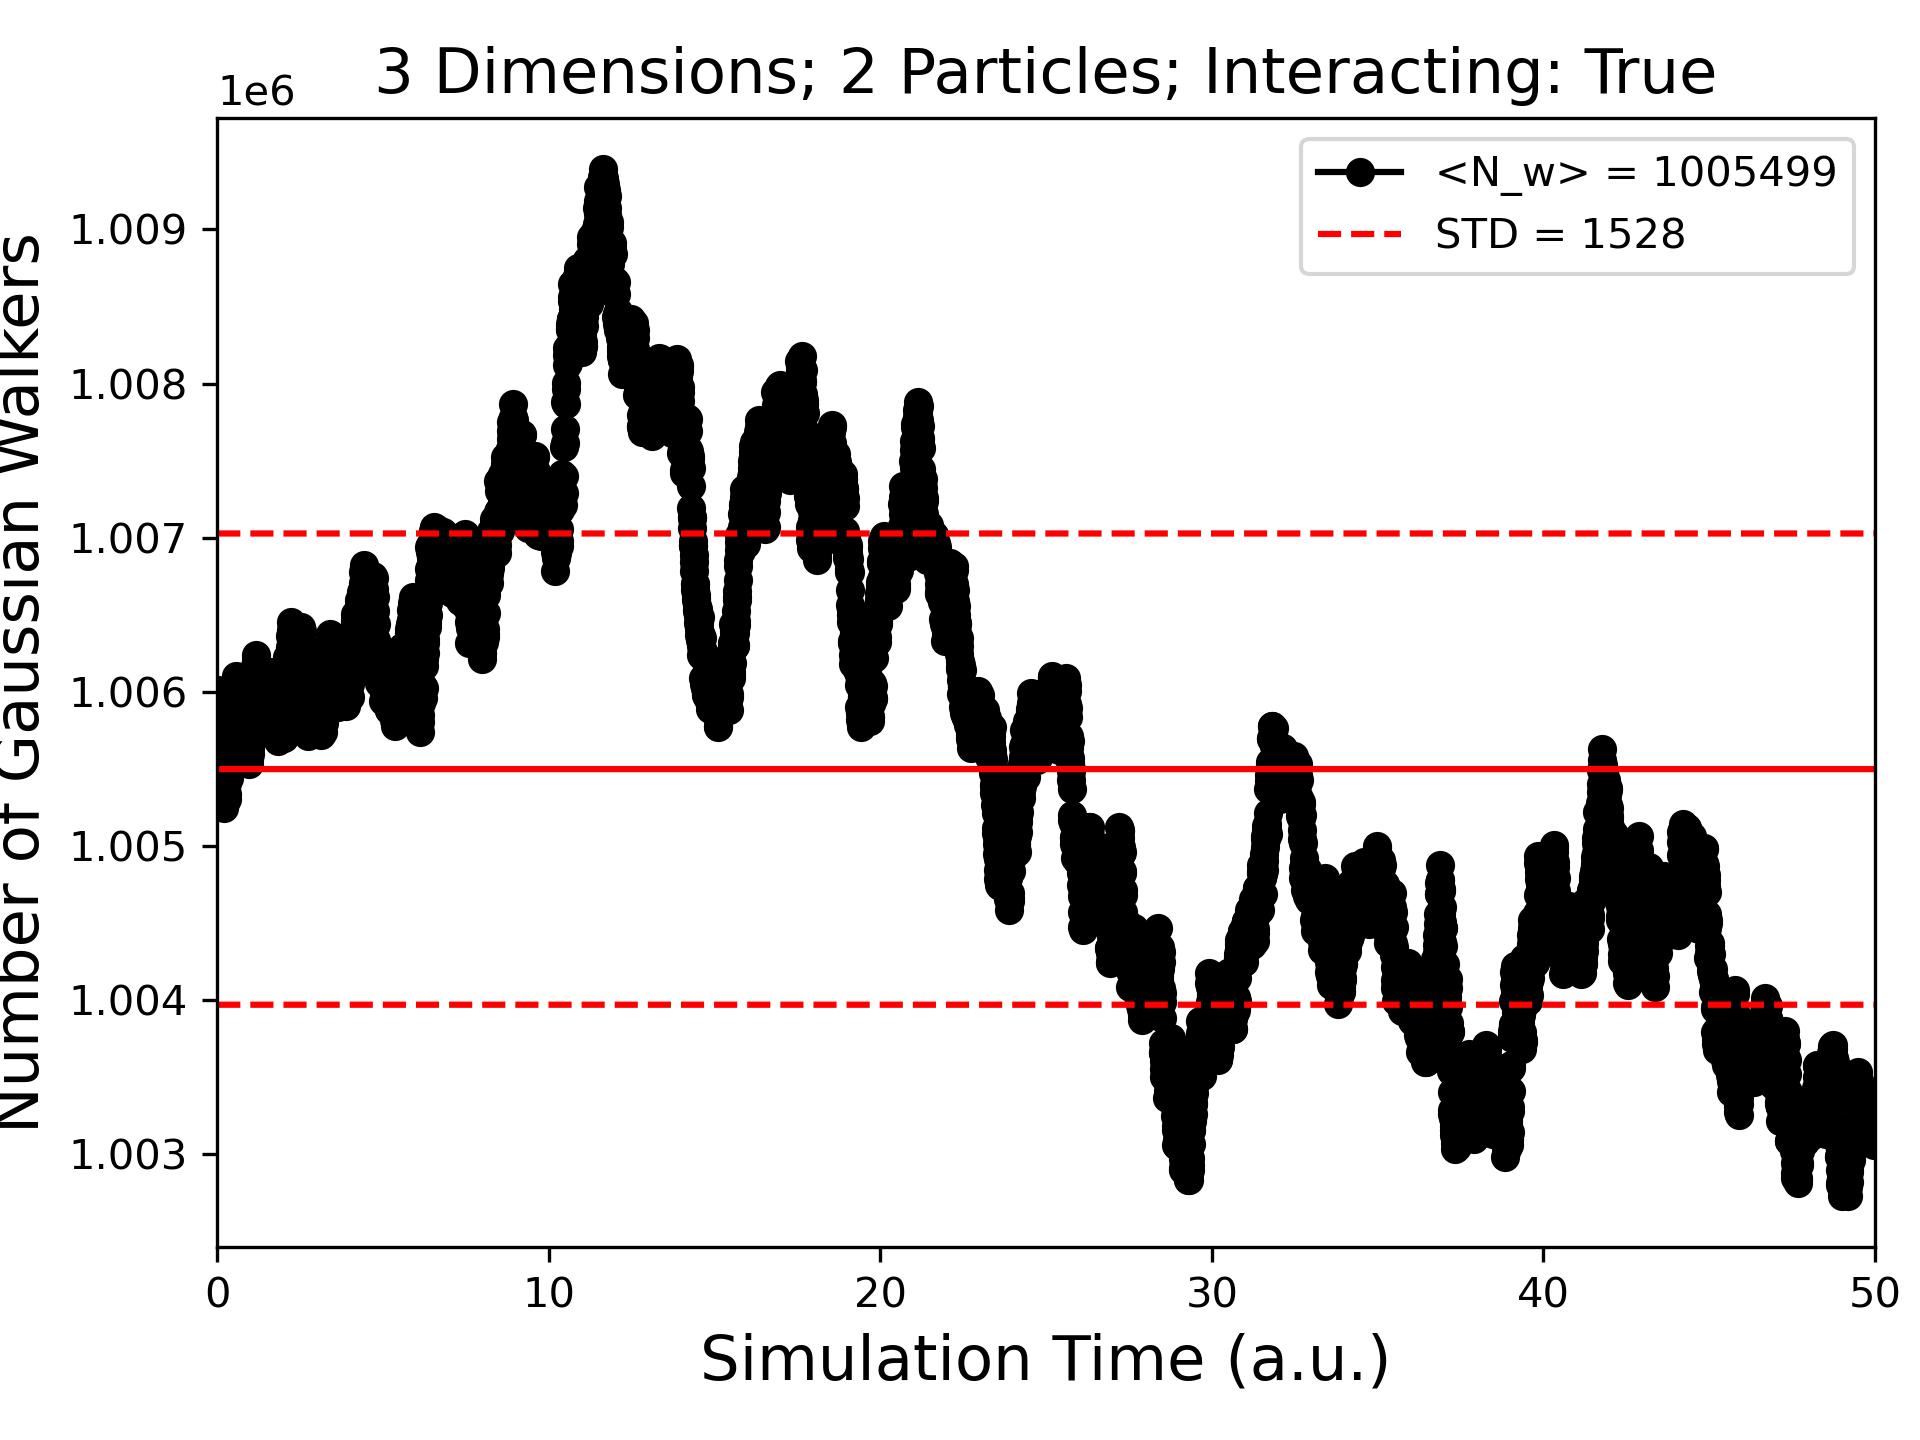 3 Dimensions; 2 Particles; Interacting: True
1e6
<N_w> = 1005499
STD = 1528
1.009
1.008
1.007
1.006
1.005
1.004
1.003
Number of Gaussian Walkers
0 10 20 30 40 50
Simulation Time (a.u.)